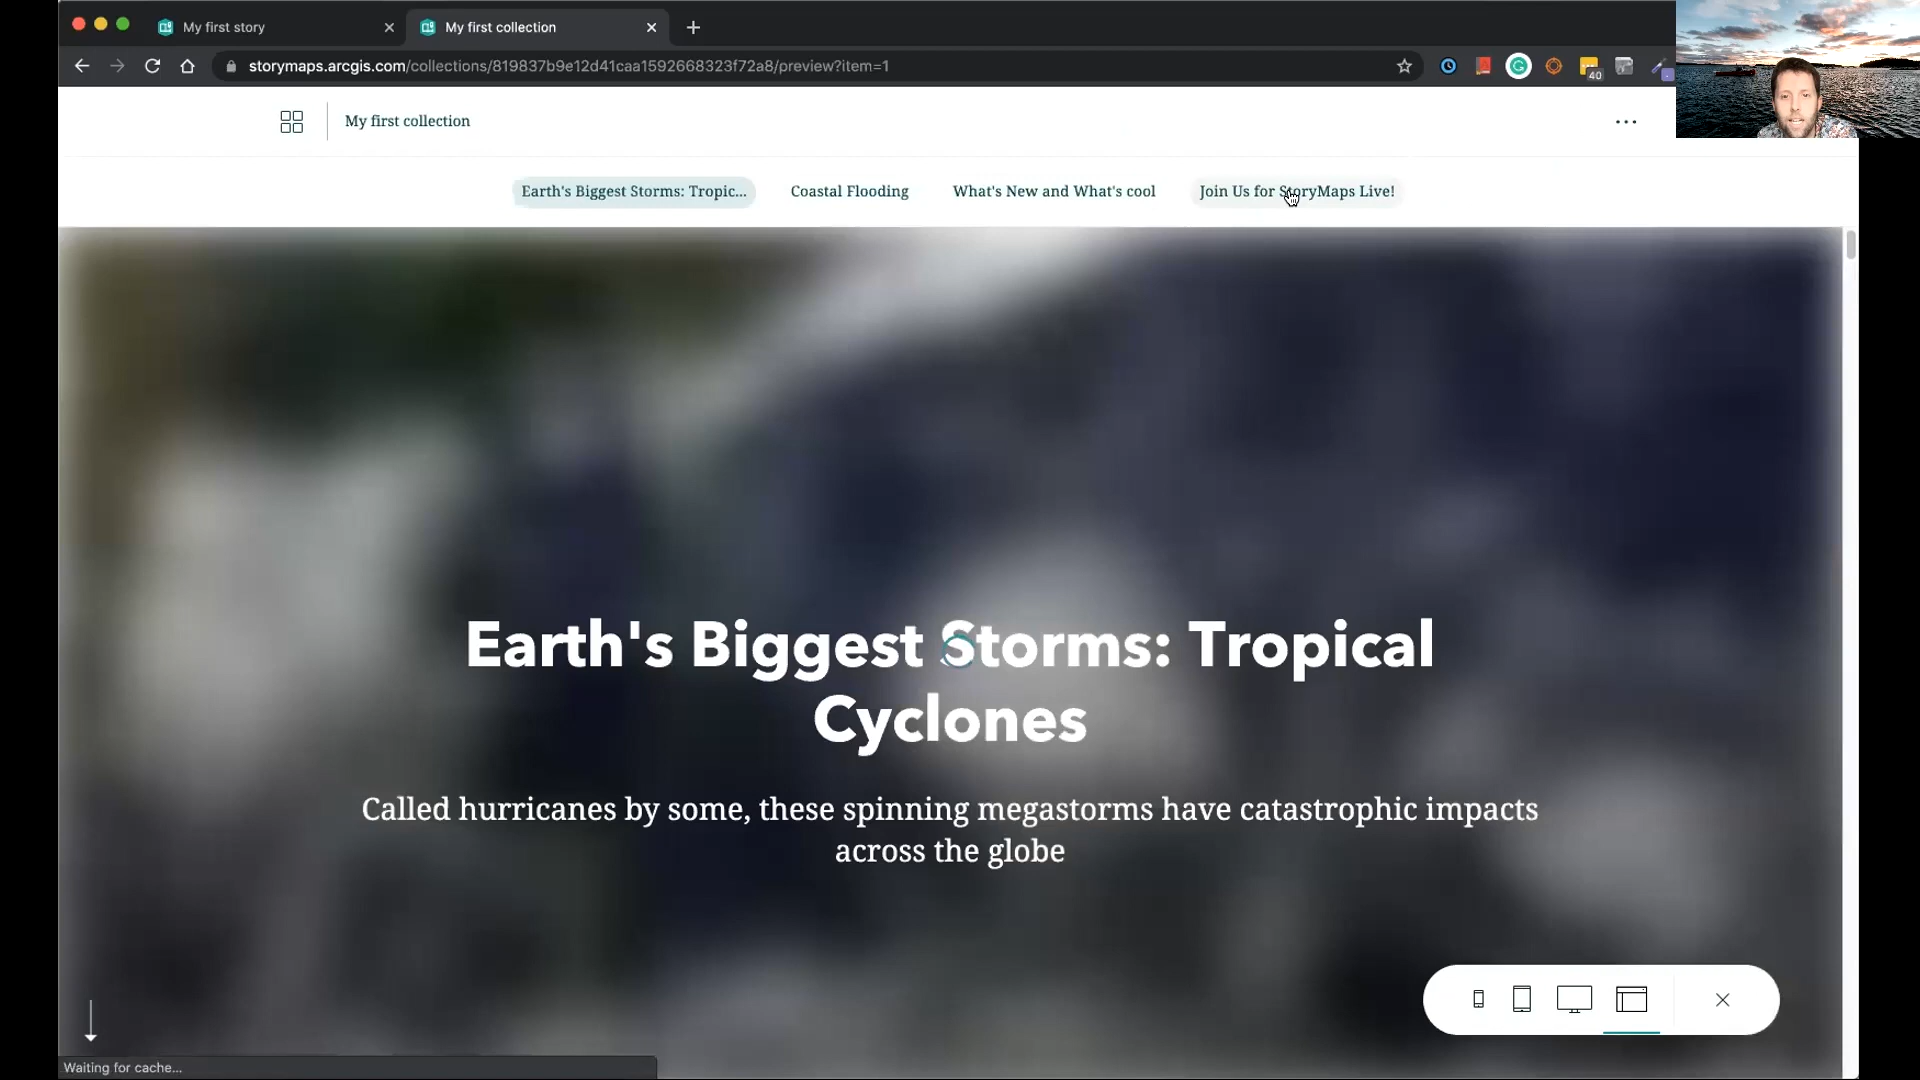 My first story
My first collection
storymaps.arcgis.com/collections/819837b9e12d41caa1592668323f72a8/preview?item=1
40
My first collection
Earth's Biggest Storms: Tropic...
Coastal Flooding
What's New and What's cool
Join Us for StoryMaps Live!
Earth's Biggest Storms: Tropical
Cyclones
Called hurricanes by some, these spinning megastorms have catastrophic impacts
across the globe
Waiting for cache...